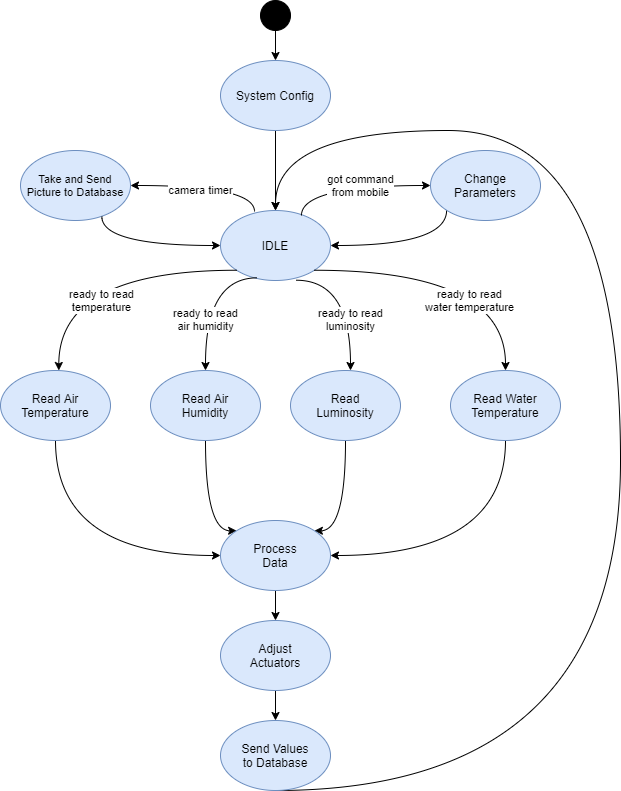 System Config
Take and Send
Picture to Database
camera timer
got command
from mobile
Change
Parameters
IDLE
ready to read
temperature
ready to read
air humidity
ready to read
luminosity
ready to read
water temperature
Read Air
Temperature
Read Air
Humidity
Read
Luminosity
Read Water
Temperature
Process
Data
Adjust
Actuators
Send Values
to Database